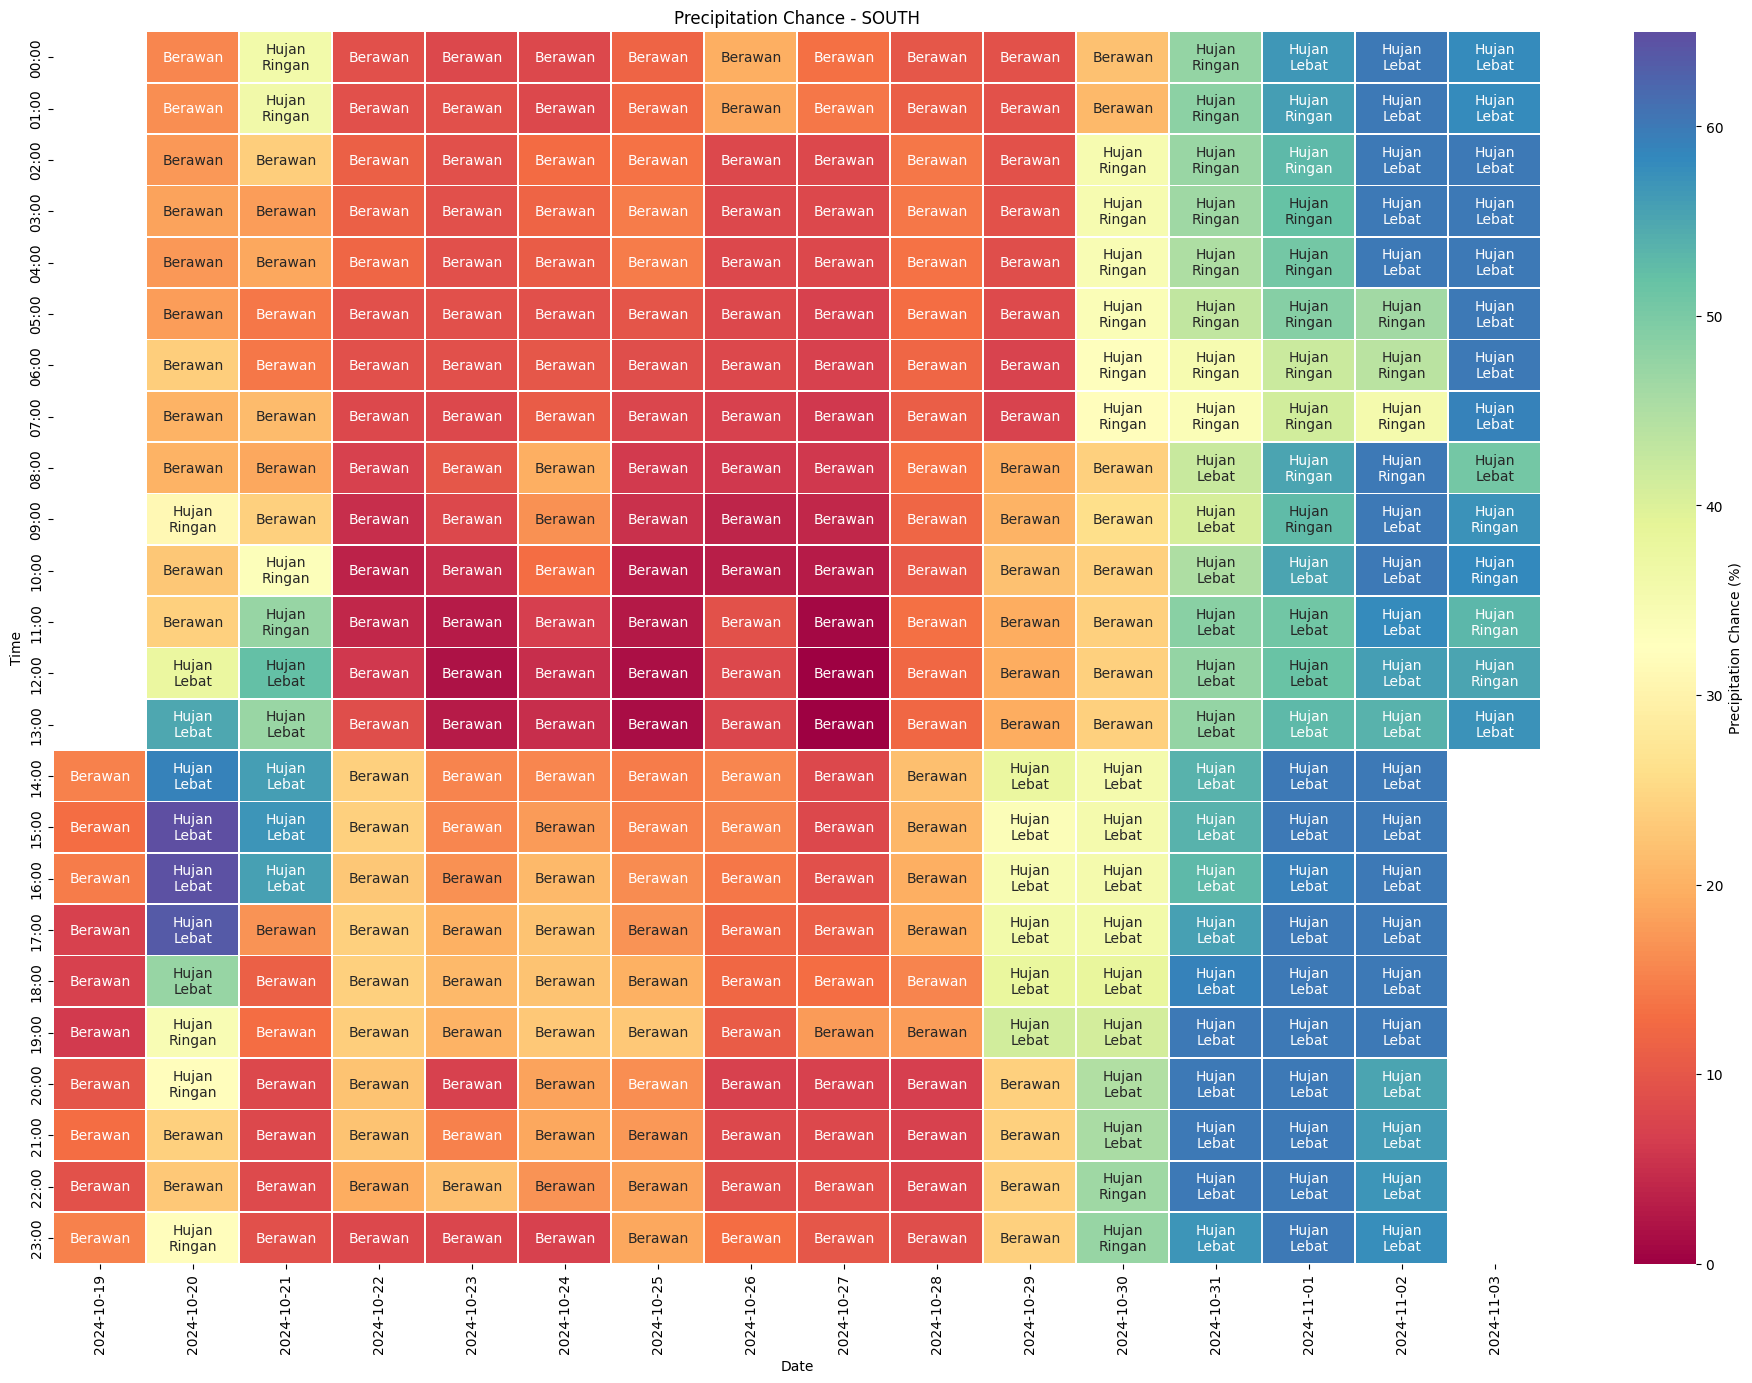 Precipitation Chance - SOUTH
00:00 Berawan Hujan Ringan Berawan Berawan Berawan Berawan Berawan Berawan Berawan Berawan Berawan Hujan Ringan Hujan Lebat Hujan Lebat Hujan Lebat
01:00 Berawan Hujan Ringan Berawan Berawan Berawan Berawan Berawan Berawan Berawan Berawan Berawan Hujan Ringan Hujan Ringan Hujan Lebat Hujan Lebat
02:00 Berawan Berawan Berawan Berawan Berawan Berawan Berawan Berawan Berawan Berawan Hujan Ringan Hujan Ringan Hujan Ringan Hujan Lebat Hujan Lebat
03:00 Berawan Berawan Berawan Berawan Berawan Berawan Berawan Berawan Berawan Berawan Hujan Ringan Hujan Ringan Hujan Ringan Hujan Lebat Hujan Lebat
04:00 Berawan Berawan Berawan Berawan Berawan Berawan Berawan Berawan Berawan Berawan Hujan Ringan Hujan Ringan Hujan Ringan Hujan Lebat Hujan Lebat
05:00 Berawan Berawan Berawan Berawan Berawan Berawan Berawan Berawan Berawan Berawan Hujan Ringan Hujan Ringan Hujan Ringan Hujan Ringan Hujan Lebat
06:00 Berawan Berawan Berawan Berawan Berawan Berawan Berawan Berawan Berawan Berawan Hujan Ringan Hujan Ringan Hujan Ringan Hujan Ringan Hujan Lebat
07:00 Berawan Berawan Berawan Berawan Berawan Berawan Berawan Berawan Berawan Berawan Hujan Ringan Hujan Ringan Hujan Ringan Hujan Ringan Hujan Lebat
08:00 Berawan Berawan Berawan Berawan Berawan Berawan Berawan Berawan Berawan Berawan Berawan Hujan Lebat Hujan Ringan Hujan Ringan Hujan Lebat
09:00 Hujan Ringan Berawan Berawan Berawan Berawan Berawan Berawan Berawan Berawan Berawan Berawan Hujan Lebat Hujan Ringan Hujan Lebat Hujan Ringan
10:00 Berawan Hujan Ringan Berawan Berawan Berawan Berawan Berawan Berawan Berawan Berawan Berawan Hujan Lebat Hujan Lebat Hujan Lebat Hujan Ringan
11:00 Berawan Hujan Ringan Berawan Berawan Berawan Berawan Berawan Berawan Berawan Berawan Berawan Hujan Lebat Hujan Lebat Hujan Lebat Hujan Ringan
12:00 Hujan Lebat Hujan Lebat Berawan Berawan Berawan Berawan Berawan Berawan Berawan Berawan Berawan Hujan Lebat Hujan Lebat Hujan Lebat Hujan Ringan
13:00 Hujan Lebat Hujan Lebat Berawan Berawan Berawan Berawan Berawan Berawan Berawan Berawan Berawan Hujan Lebat Hujan Lebat Hujan Lebat Hujan Lebat
14:00 Berawan Hujan Lebat Hujan Lebat Berawan Berawan Berawan Berawan Berawan Berawan Berawan Hujan Lebat Hujan Lebat Hujan Lebat Hujan Lebat Hujan Lebat
15:00 Berawan Hujan Lebat Hujan Lebat Berawan Berawan Berawan Berawan Berawan Berawan Berawan Hujan Lebat Hujan Lebat Hujan Lebat Hujan Lebat Hujan Lebat
16:00 Berawan Hujan Lebat Hujan Lebat Berawan Berawan Berawan Berawan Berawan Berawan Berawan Hujan Lebat Hujan Lebat Hujan Lebat Hujan Lebat Hujan Lebat
17:00 Berawan Hujan Lebat Berawan Berawan Berawan Berawan Berawan Berawan Berawan Berawan Hujan Lebat Hujan Lebat Hujan Lebat Hujan Lebat Hujan Lebat
18:00 Berawan Hujan Lebat Berawan Berawan Berawan Berawan Berawan Berawan Berawan Berawan Hujan Lebat Hujan Lebat Hujan Lebat Hujan Lebat Hujan Lebat
19:00 Berawan Hujan Ringan Berawan Berawan Berawan Berawan Berawan Berawan Berawan Berawan Hujan Lebat Hujan Lebat Hujan Lebat Hujan Lebat Hujan Lebat
20:00 Berawan Hujan Ringan Berawan Berawan Berawan Berawan Berawan Berawan Berawan Berawan Berawan Hujan Lebat Hujan Lebat Hujan Lebat Hujan Lebat
21:00 Berawan Berawan Berawan Berawan Berawan Berawan Berawan Berawan Berawan Berawan Berawan Hujan Lebat Hujan Lebat Hujan Lebat Hujan Lebat
22:00 Berawan Berawan Berawan Berawan Berawan Berawan Berawan Berawan Berawan Berawan Berawan Hujan Ringan Hujan Lebat Hujan Lebat Hujan Lebat
23:00 Berawan Hujan Ringan Berawan Berawan Berawan Berawan Berawan Berawan Berawan Berawan Berawan Hujan Ringan Hujan Lebat Hujan Lebat Hujan Lebat
Time
2024-10-19 2024-10-20 2024-10-21 2024-10-22 2024-10-23 2024-10-24 2024-10-25 2024-10-26 2024-10-27 2024-10-28 2024-10-29 2024-10-30 2024-10-31 2024-11-01 2024-11-02 2024-11-03
Date
60
50
40
30
20
10
0
Precipitation Chance (%)